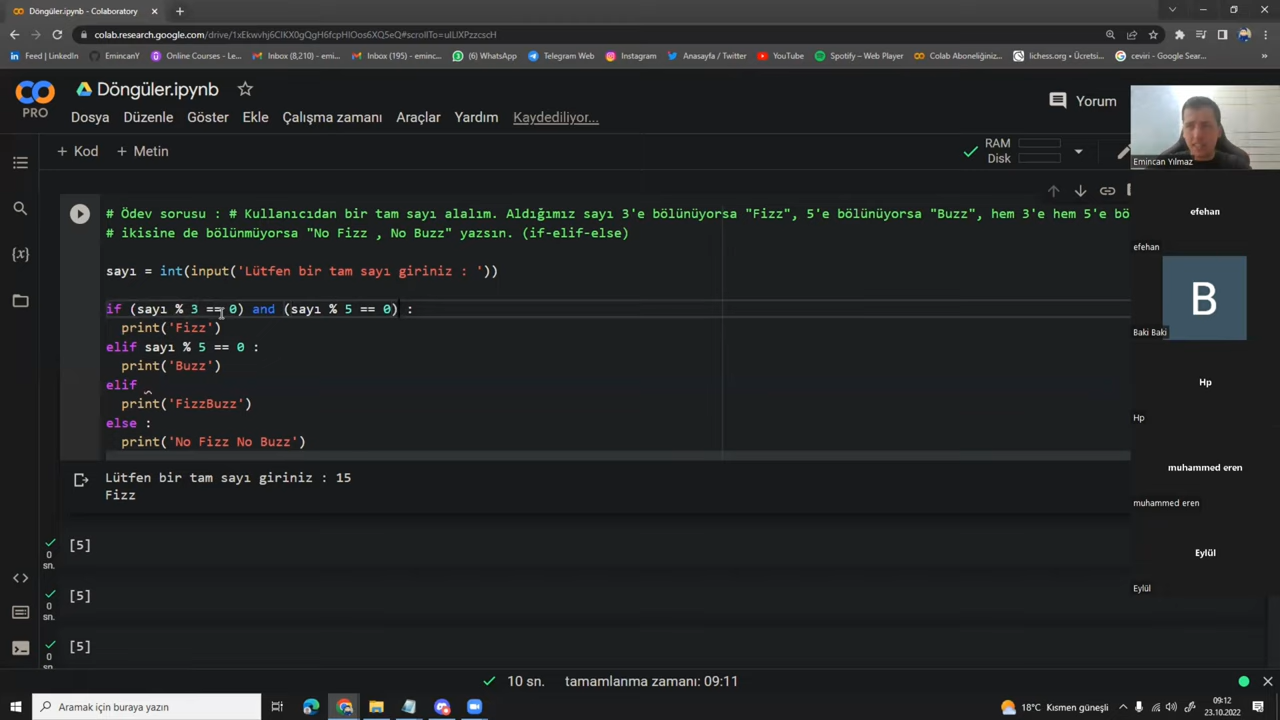 Döngüler.ipynb - Colaboratory
colab.research.google.com/drive/1xEkwvhj6CIKX0gQgH6fcpHIOos6XQ5eQ#scrollTo=uILlXPzzcscH
Feed | LinkedIn
EmincanY
Online Courses - Le...
Inbox (8,210) - emi...
Inbox (195) - eminc...
(6) WhatsApp
Telegram Web
Instagram
Anasayfa / Twitter
YouTube
Spotify – Web Player
Colab Aboneliğiniz...
lichess.org • Ücretsi...
ceviri - Google Sear...
PRO
Döngüler.ipynb
Yorum
Dosya Düzenle Göster Ekle Çalışma zamanı Araçlar Yardım Kaydediliyor...
+ Kod + Metin
RAM
Disk
Emincan Yılmaz
# Ödev sorusu : # Kullanıcıdan bir tam sayı alalım. Aldığımız sayı 3'e bölünüyorsa "Fizz", 5'e bölünüyorsa "Buzz", hem 3'e hem 5'e bö
# ikisine de bölünmüyorsa "No Fizz , No Buzz" yazsın. (if-elif-else)
sayı = int(input('Lütfen bir tam sayı giriniz : '))
if (sayı % 3 == 0) and (sayı % 5 == 0) :
print('Fizz')
elif sayı % 5 == 0 :
print('Buzz')
elif
print('FizzBuzz')
else :
print('No Fizz No Buzz')
Lütfen bir tam sayı giriniz : 15
Fizz
0
sn.
[5]
0
sn.
[5]
0
sn.
[5]
efehan
efehan
B
Baki Baki
Hp
Hp
muhammed eren
muhammed eren
Eylül
Eylül
10 sn. tamamlanma zamanı: 09:11
Aramak için buraya yazın
18°C Kısmen güneşli
09:12
23.10.2022